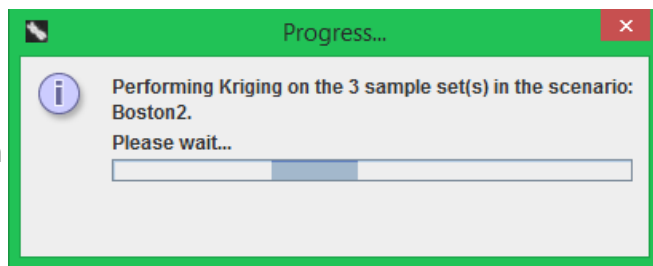 Progress...
Performing Kriging on the 3 sample set(s) in the scenario:
Boston2.
Please wait...